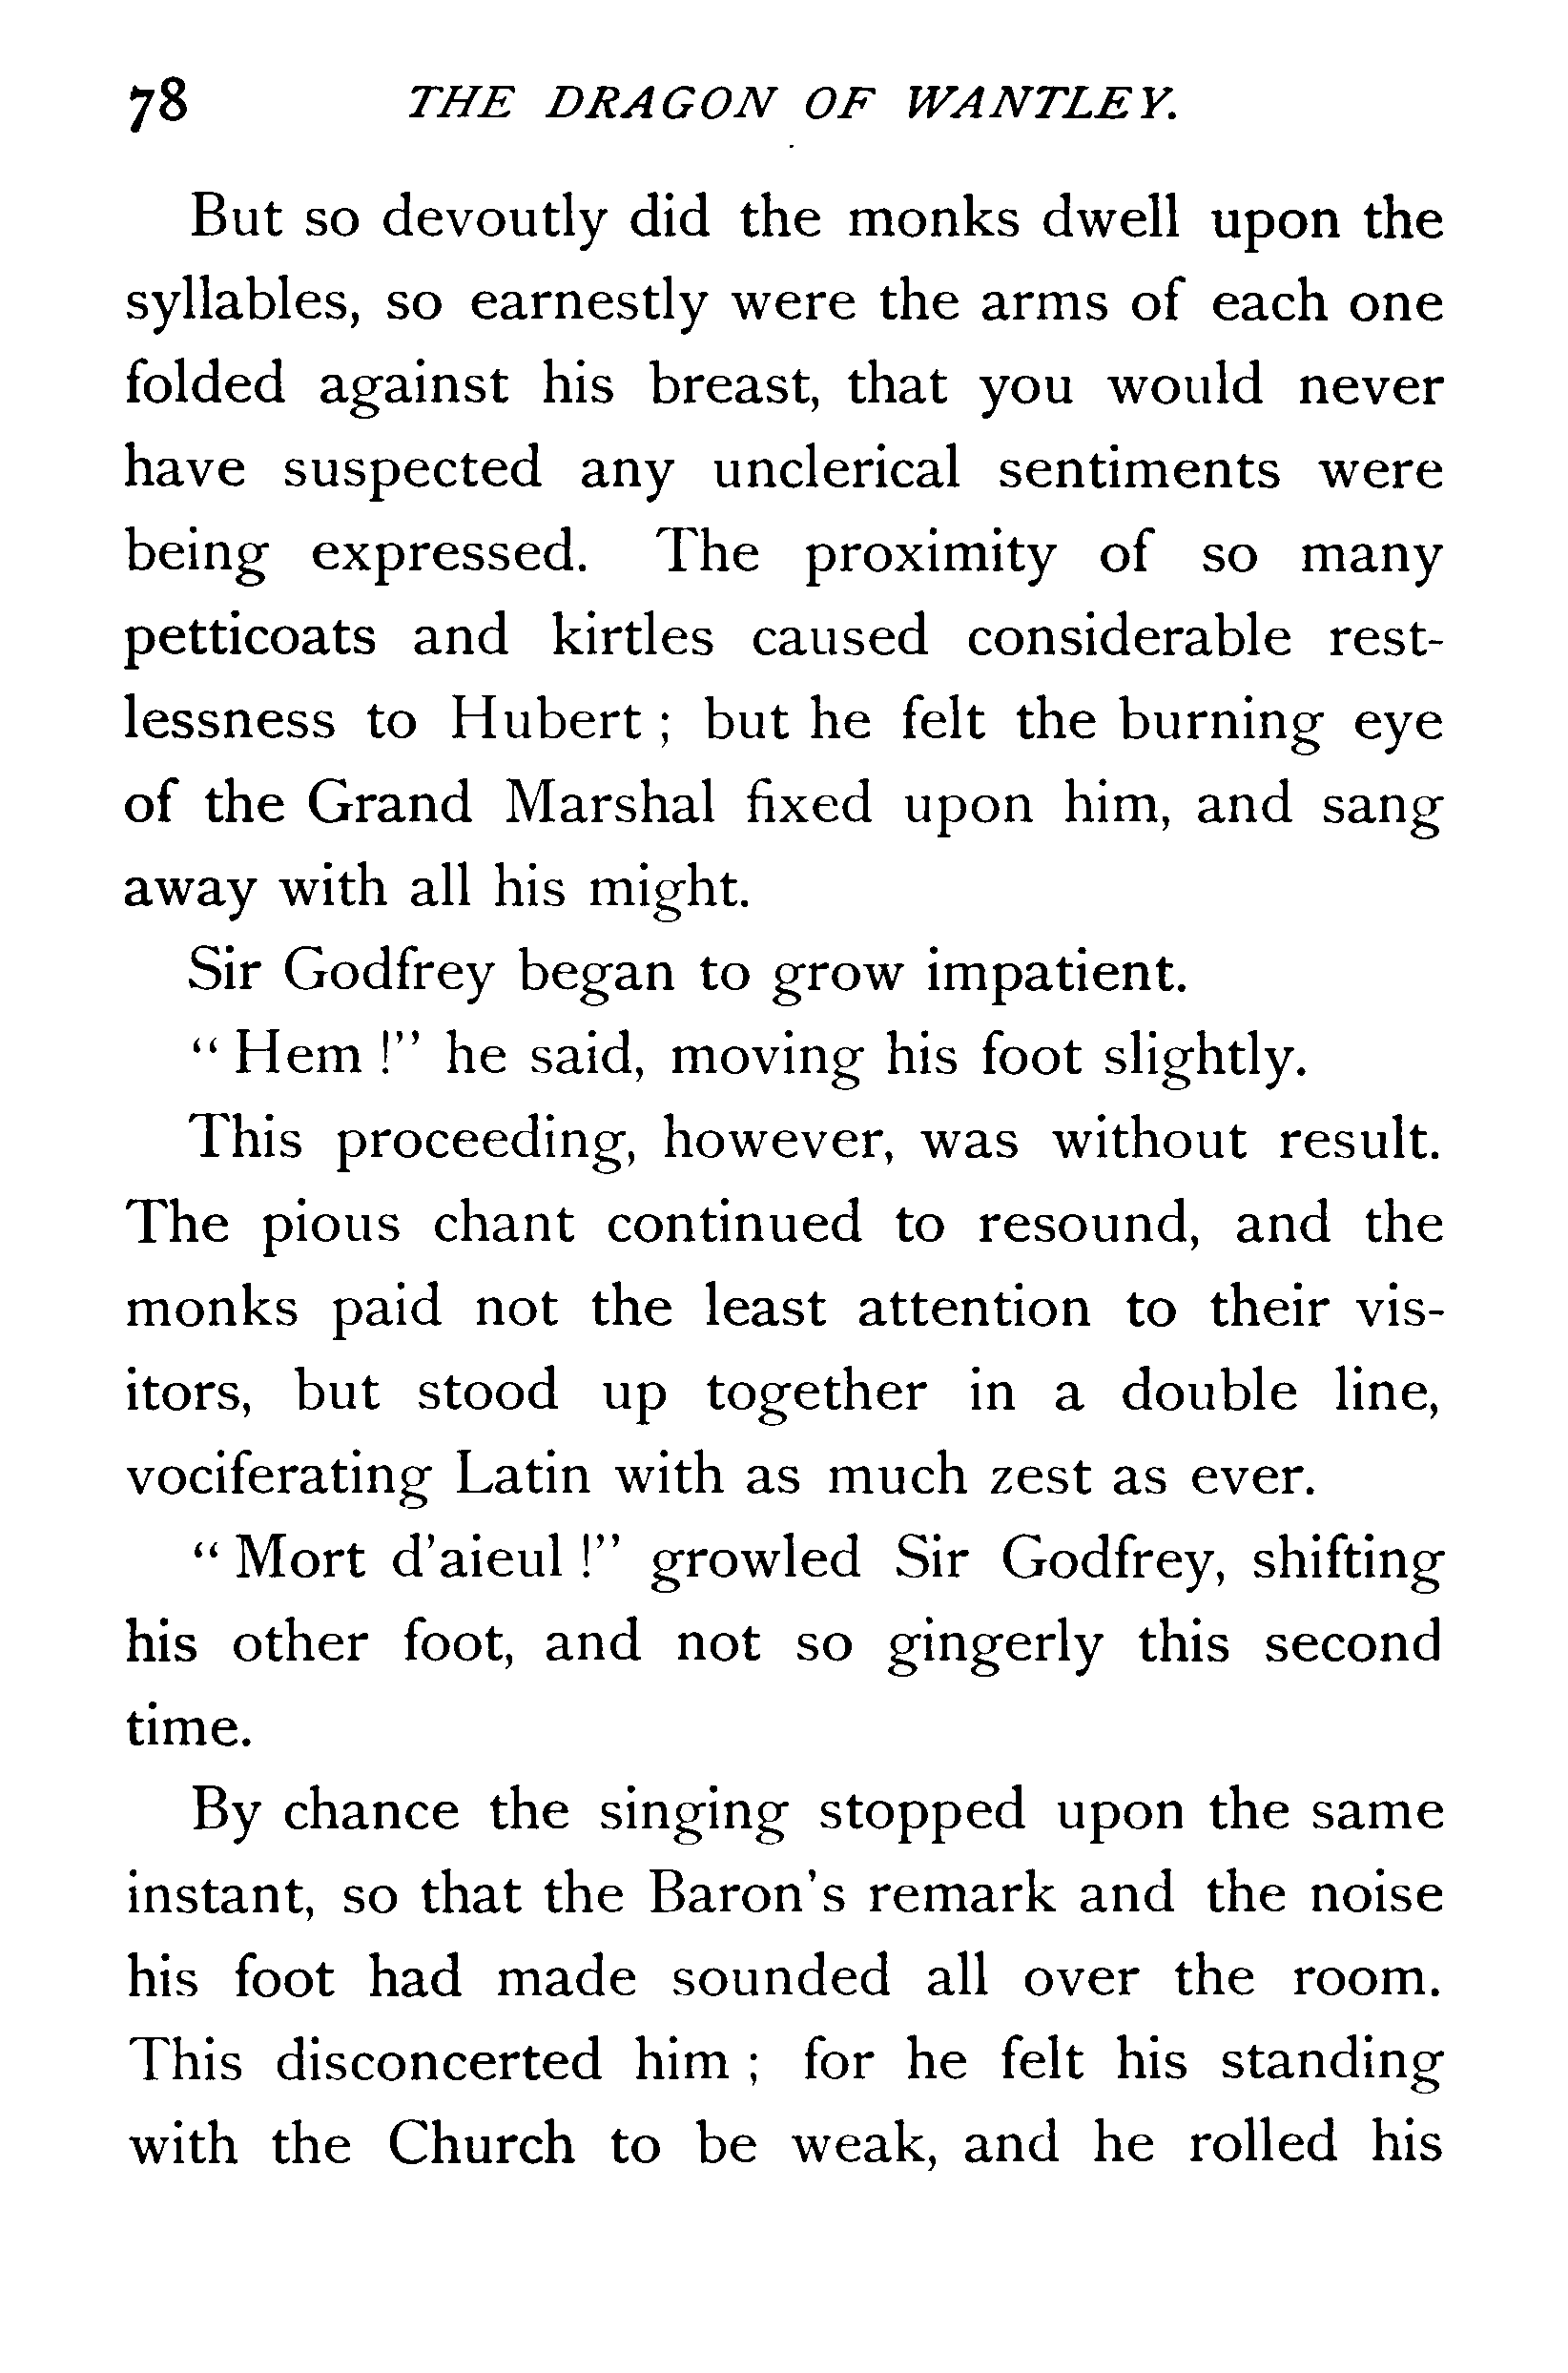 78 THE DRAGON OF WANTLEY.
But so devoutly did the monks dwell upon the
syllables, so earnestly were the arms of each one
folded against his breast, that you would never
have suspected any unclerical sentiments were
being expressed. The proximity of so many
petticoats and kirtles caused considerable rest-
lessness to Hubert ; but he felt the burning eye
of the Grand Marshal fixed upon him, and sang
away with all his might.
Sir Godfrey began to grow impatient.
“ Hem !” he said, moving his foot slightly.
This proceeding, however, was without result.
The pious chant continued to resound, and the
monks paid not the least attention to their vis-
itors, but stood up together in a double line,
vociferating Latin with as much zest as ever.
“ Mort d’aieul !” growled Sir Godfrey, shifting
his other foot, and not so gingerly this second
time.
By chance the singing stopped upon the same
instant, so that the Baron’s remark and the noise
his foot had made sounded all over the room.
This disconcerted him ; for he felt his standing
with the Church to be weak, and he rolled his